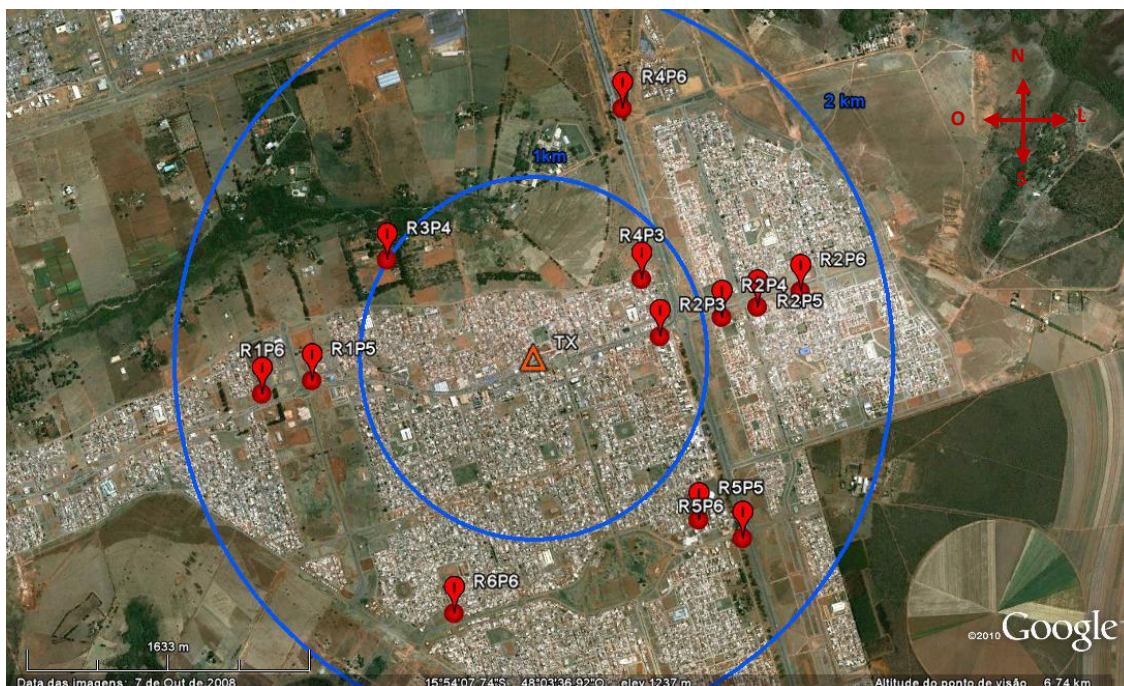 N
R4P6
2 km
O
L
1km
S
R3P4
R4P3
R2P6
R2P4
R2P5
R2P3
TX
R1P6
R1P5
R5P5
R5P6
R6P6
1633 m
©2010 Google
Data das imagens: 7 de Out de 2008
15°54'07.74"S 48°03'36.92"O elev 1237 m
Altitude do ponto de visão 6.74 km